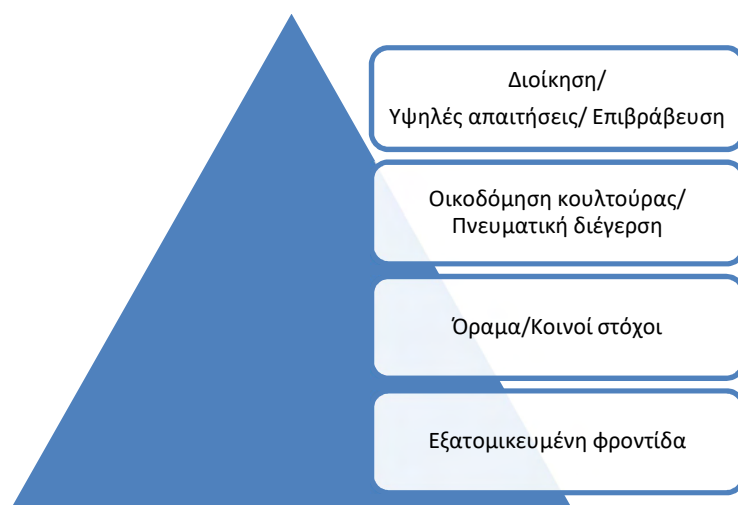 Διοίκηση/
Υψηλές απαιτήσεις/ Επιβράβευση
Οικοδόμηση κουλτούρας/
Πνευματική διέγερση
Όραμα/Κοινοί στόχοι
Εξατομικευμένη φροντίδα